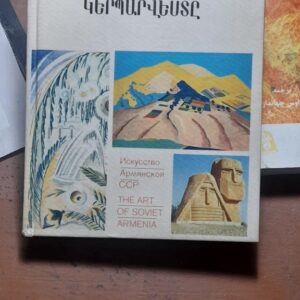 ԿԵՐՊԱՐՎԵՍՏԸ
Искусство
Армянской
ССР
THE ART
OF SOVIET
ARMENIA